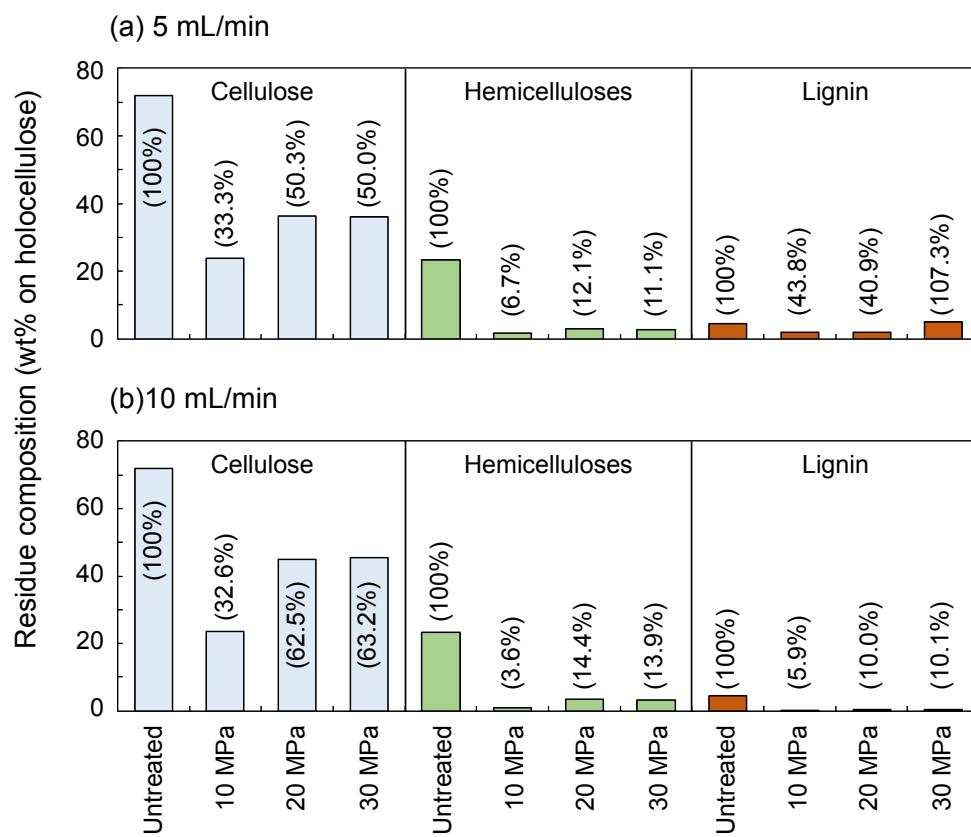 (a) 5 mL/min
Residue composition (wt% on holocellulose)
80
60
40
20
0
Cellulose
Hemicelluloses
Lignin
(100%)
(33.3%)
(50.3%)
(50.0%)
(100%)
(6.7%)
(12.1%)
(11.1%)
(100%)
(43.8%)
(40.9%)
(107.3%)
(b)10 mL/min
80
60
40
20
0
Cellulose
Hemicelluloses
Lignin
(100%)
(32.6%)
(62.5%)
(63.2%)
(100%)
(3.6%)
(14.4%)
(13.9%)
(100%)
(5.9%)
(10.0%)
(10.1%)
Untreated
10 MPa
20 MPa
30 MPa
Untreated
10 MPa
20 MPa
30 MPa
Untreated
10 MPa
20 MPa
30 MPa